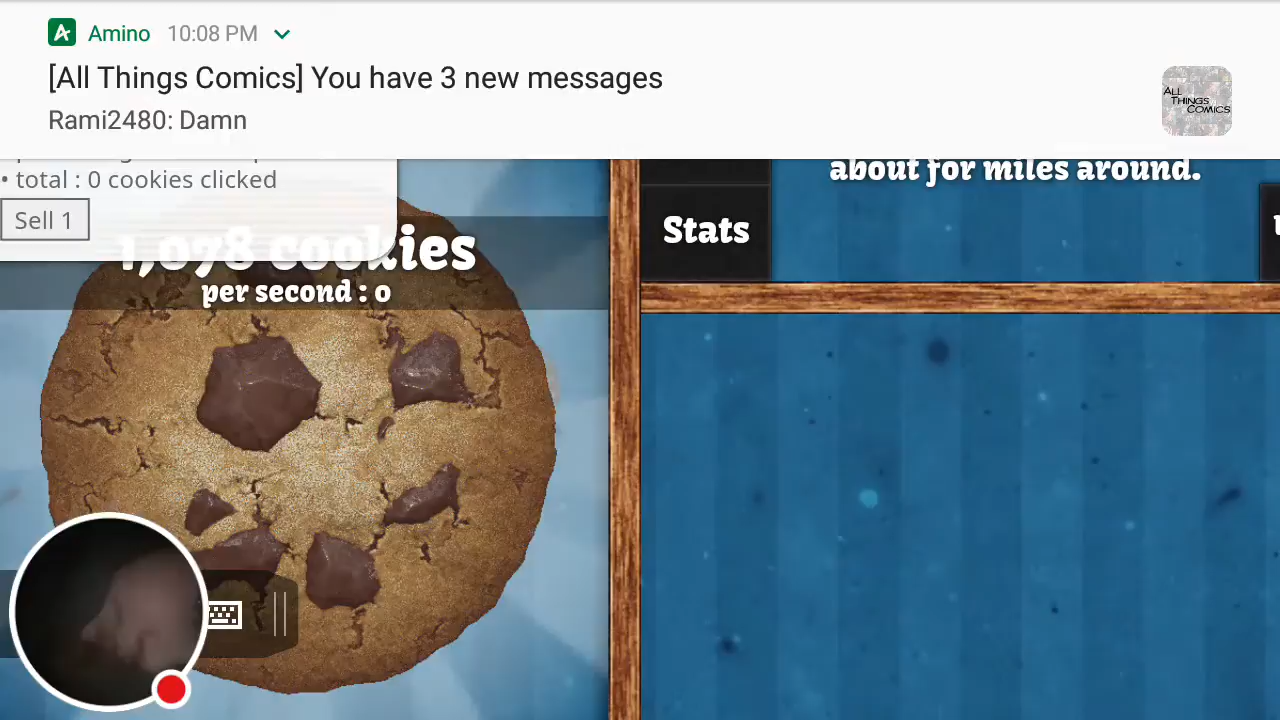 Amino 10:08 PM
[All Things Comics] You have 3 new messages
Rami2480: Damn
ALL
THINGS
COMICS
• total : 0 cookies clicked
Sell 1
1,078 cookies
per second : 0
about for miles around.
Stats